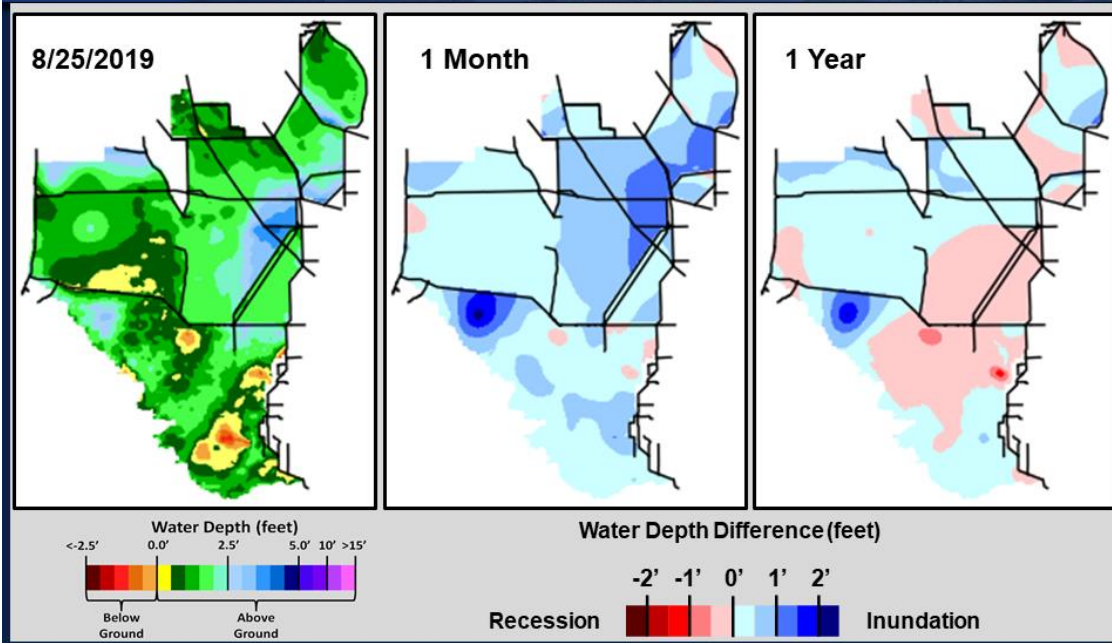 8/25/2019
1 Month
1 Year
Water Depth (feet)
<-2.5' 0.0' 2.5' 5.0' 10' >15'
Below Ground
Above Ground
Water Depth Difference (feet)
-2' -1' 0' 1' 2'
Recession
Inundation